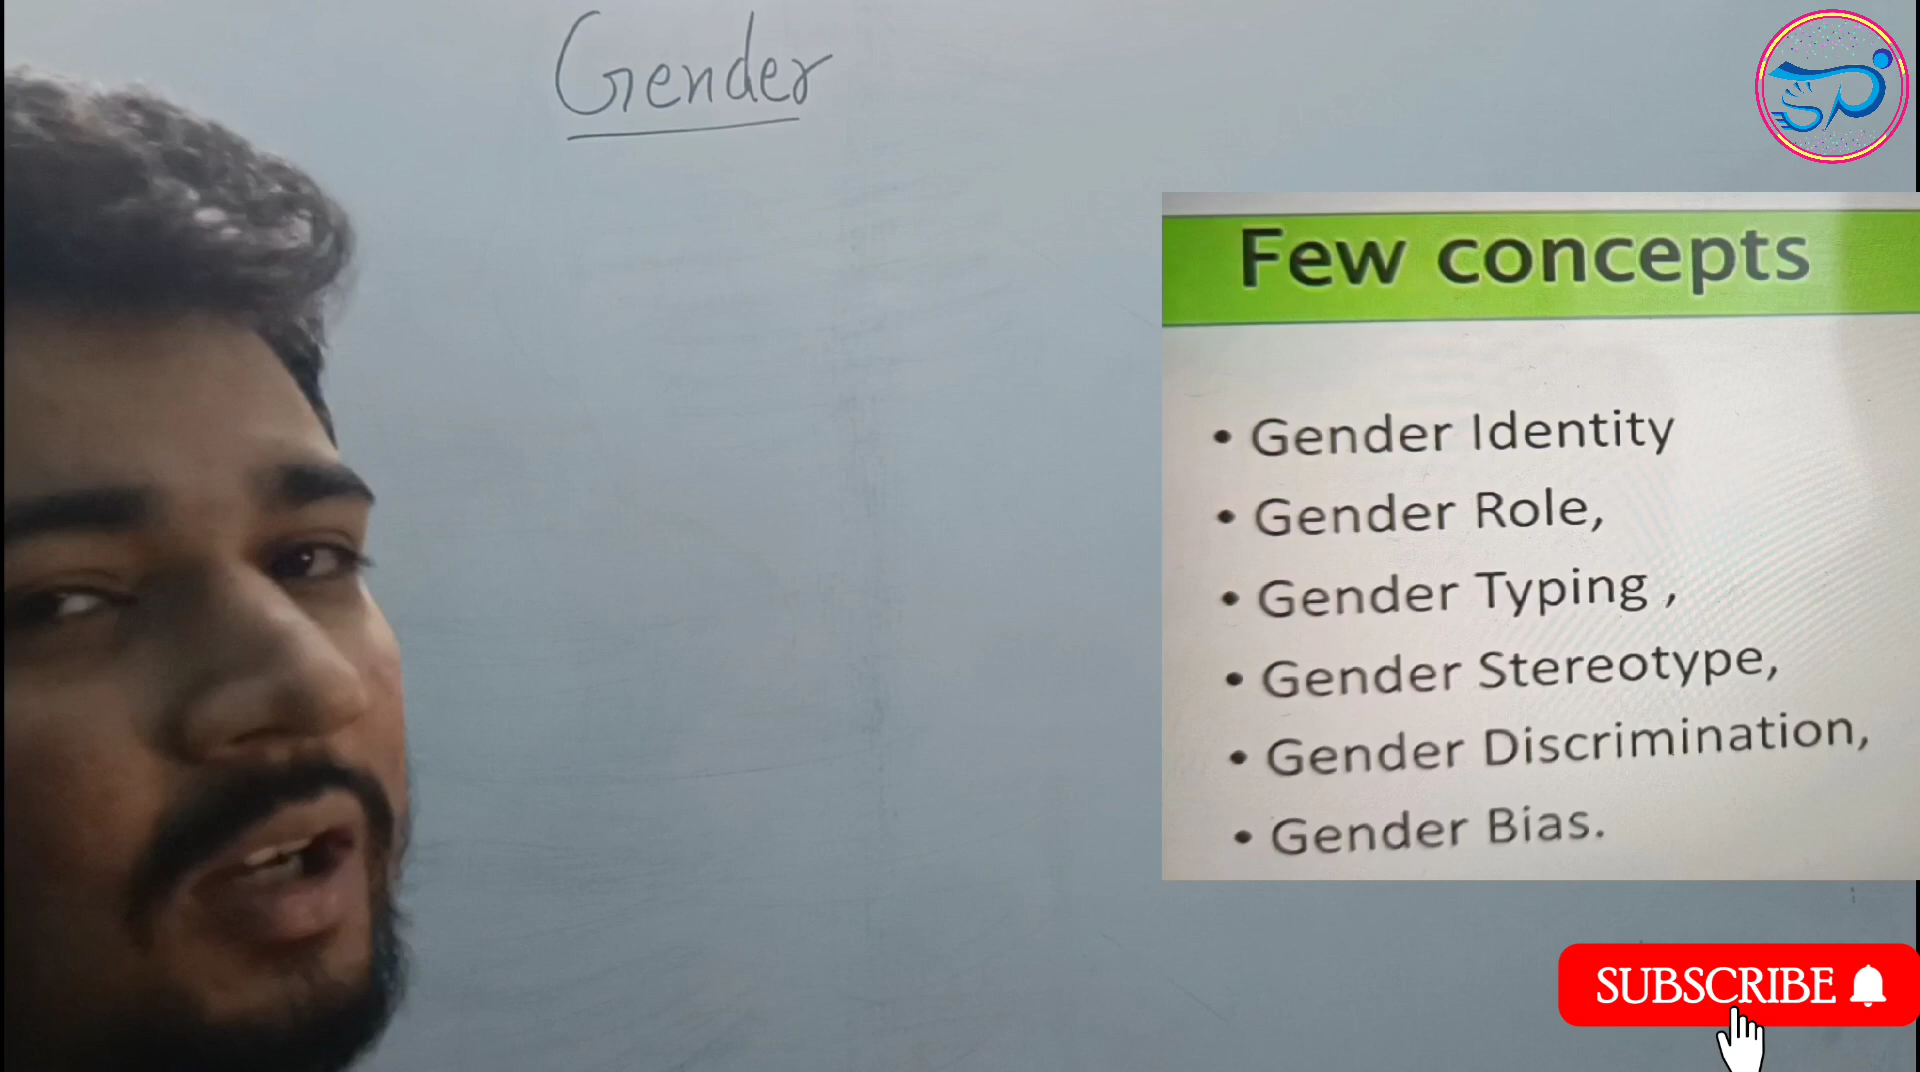 Gender
Few concepts
• Gender Identity
• Gender Role,
• Gender Typing ,
• Gender Stereotype,
• Gender Discrimination,
• Gender Bias.
SUBSCRIBE